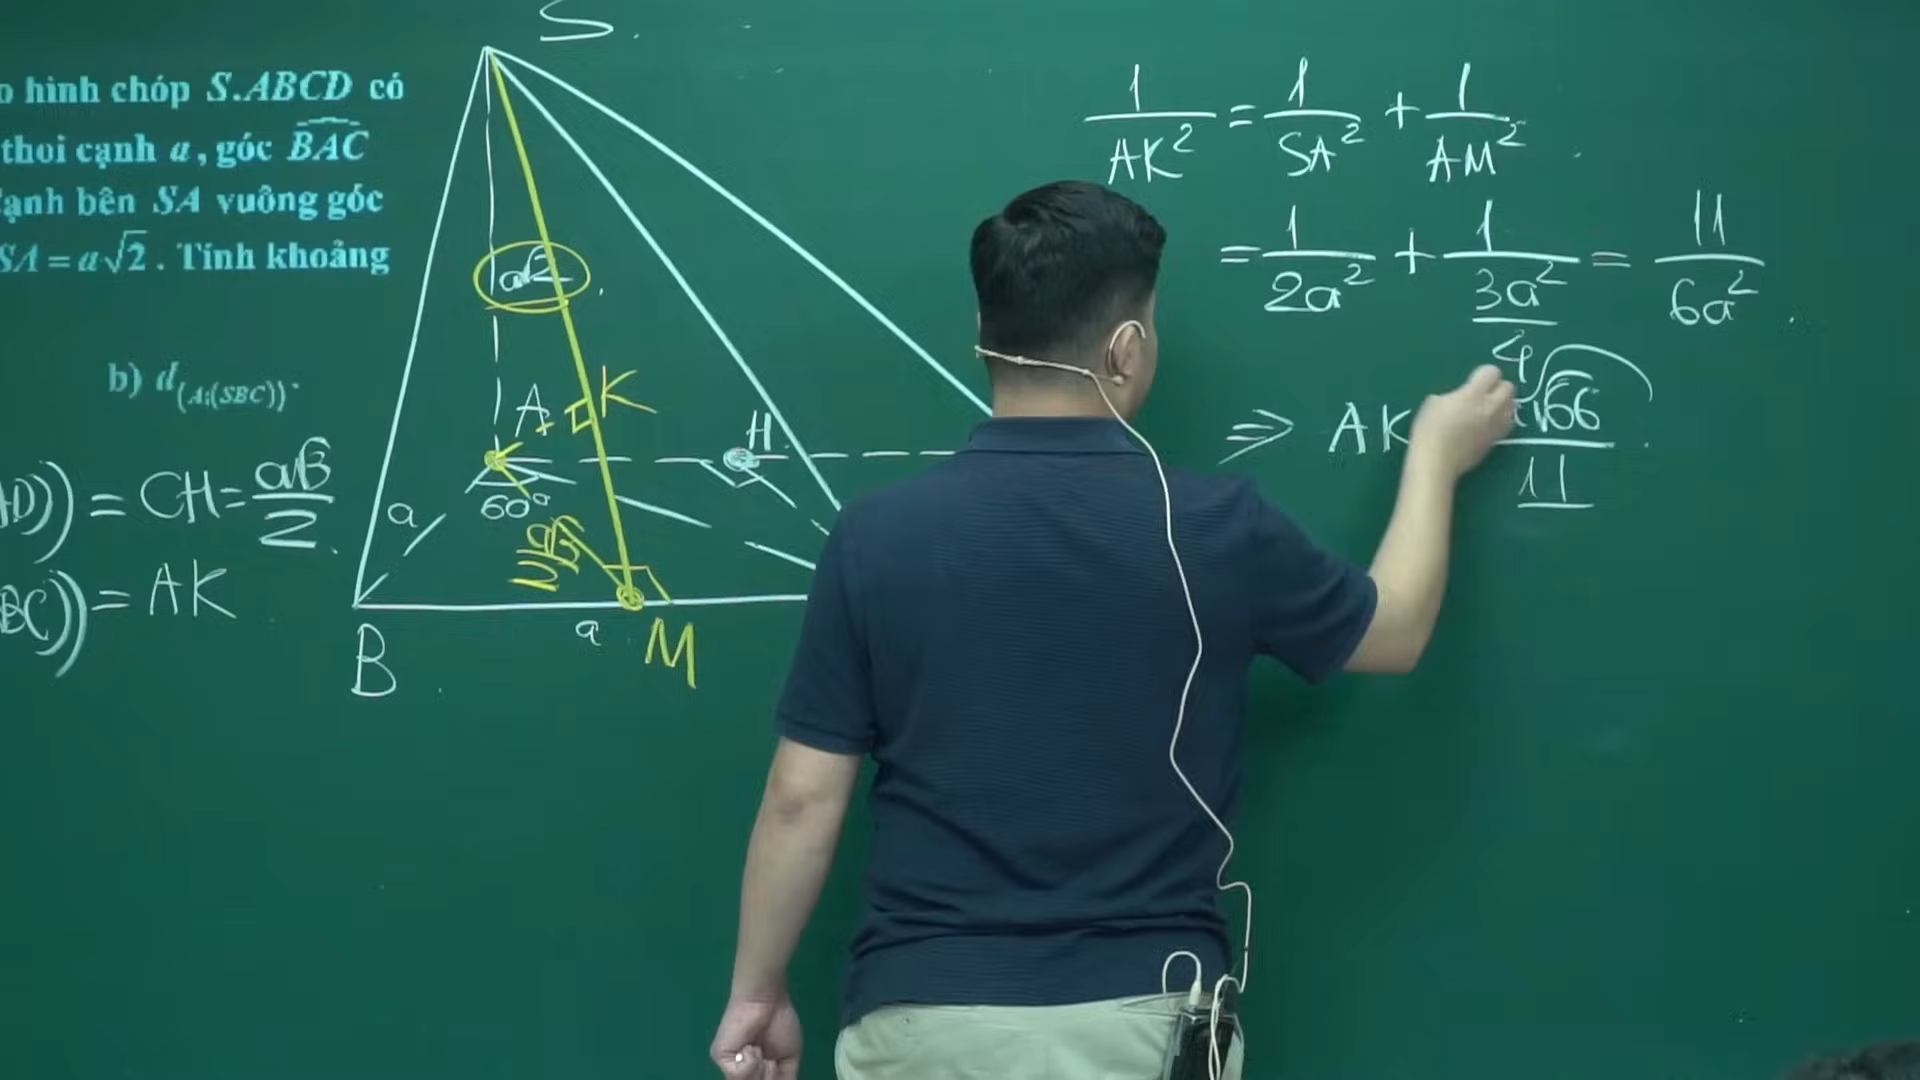 hình chóp S.ABCD có
thoi cạnh a, góc BAC
cạnh bên SA vuông góc
SA = a√2. Tính khoảng
b) d(A;(SBC)).
D)) = CH = a√3/2.
BC)) = AK
S
a√2
K
A
H
60°
a
a√3/2
B
a
M
1/AK² = 1/SA² + 1/AM²
= 1/2a² + 1/(3a²/4) = 11/6a²
⇒ AK
√66/11